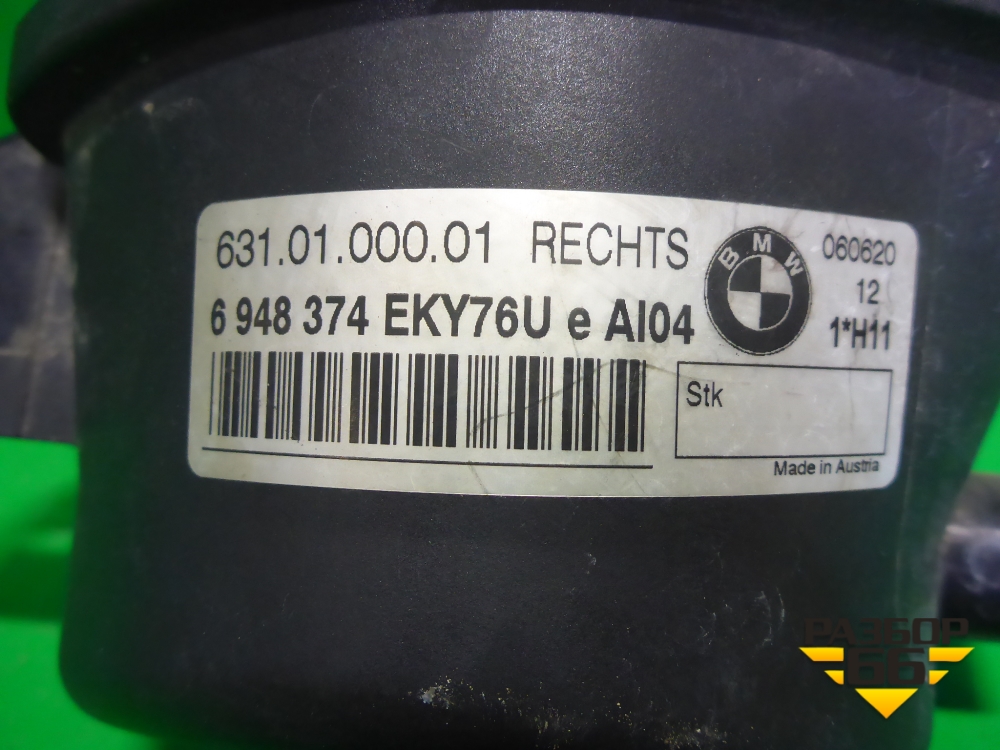 631.01.000.01 RECHTS
6 948 374 EKY76U e AI04
BMW
060620
12
1*H11
Stk
Made in Austria
РАЗБОР
66